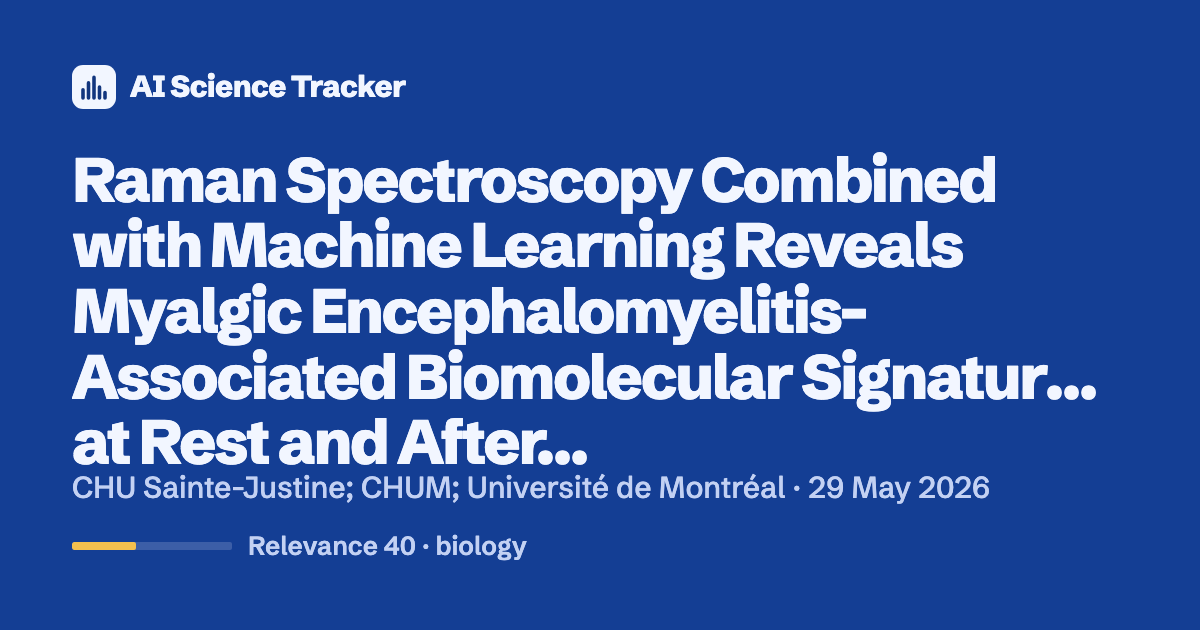 AI Science Tracker
Raman Spectroscopy Combined
with Machine Learning Reveals
Myalgic Encephalomyelitis-
Associated Biomolecular Signatur...
at Rest and After...
CHU Sainte-Justine; CHUM; Université de Montréal · 29 May 2026
Relevance 40 · biology